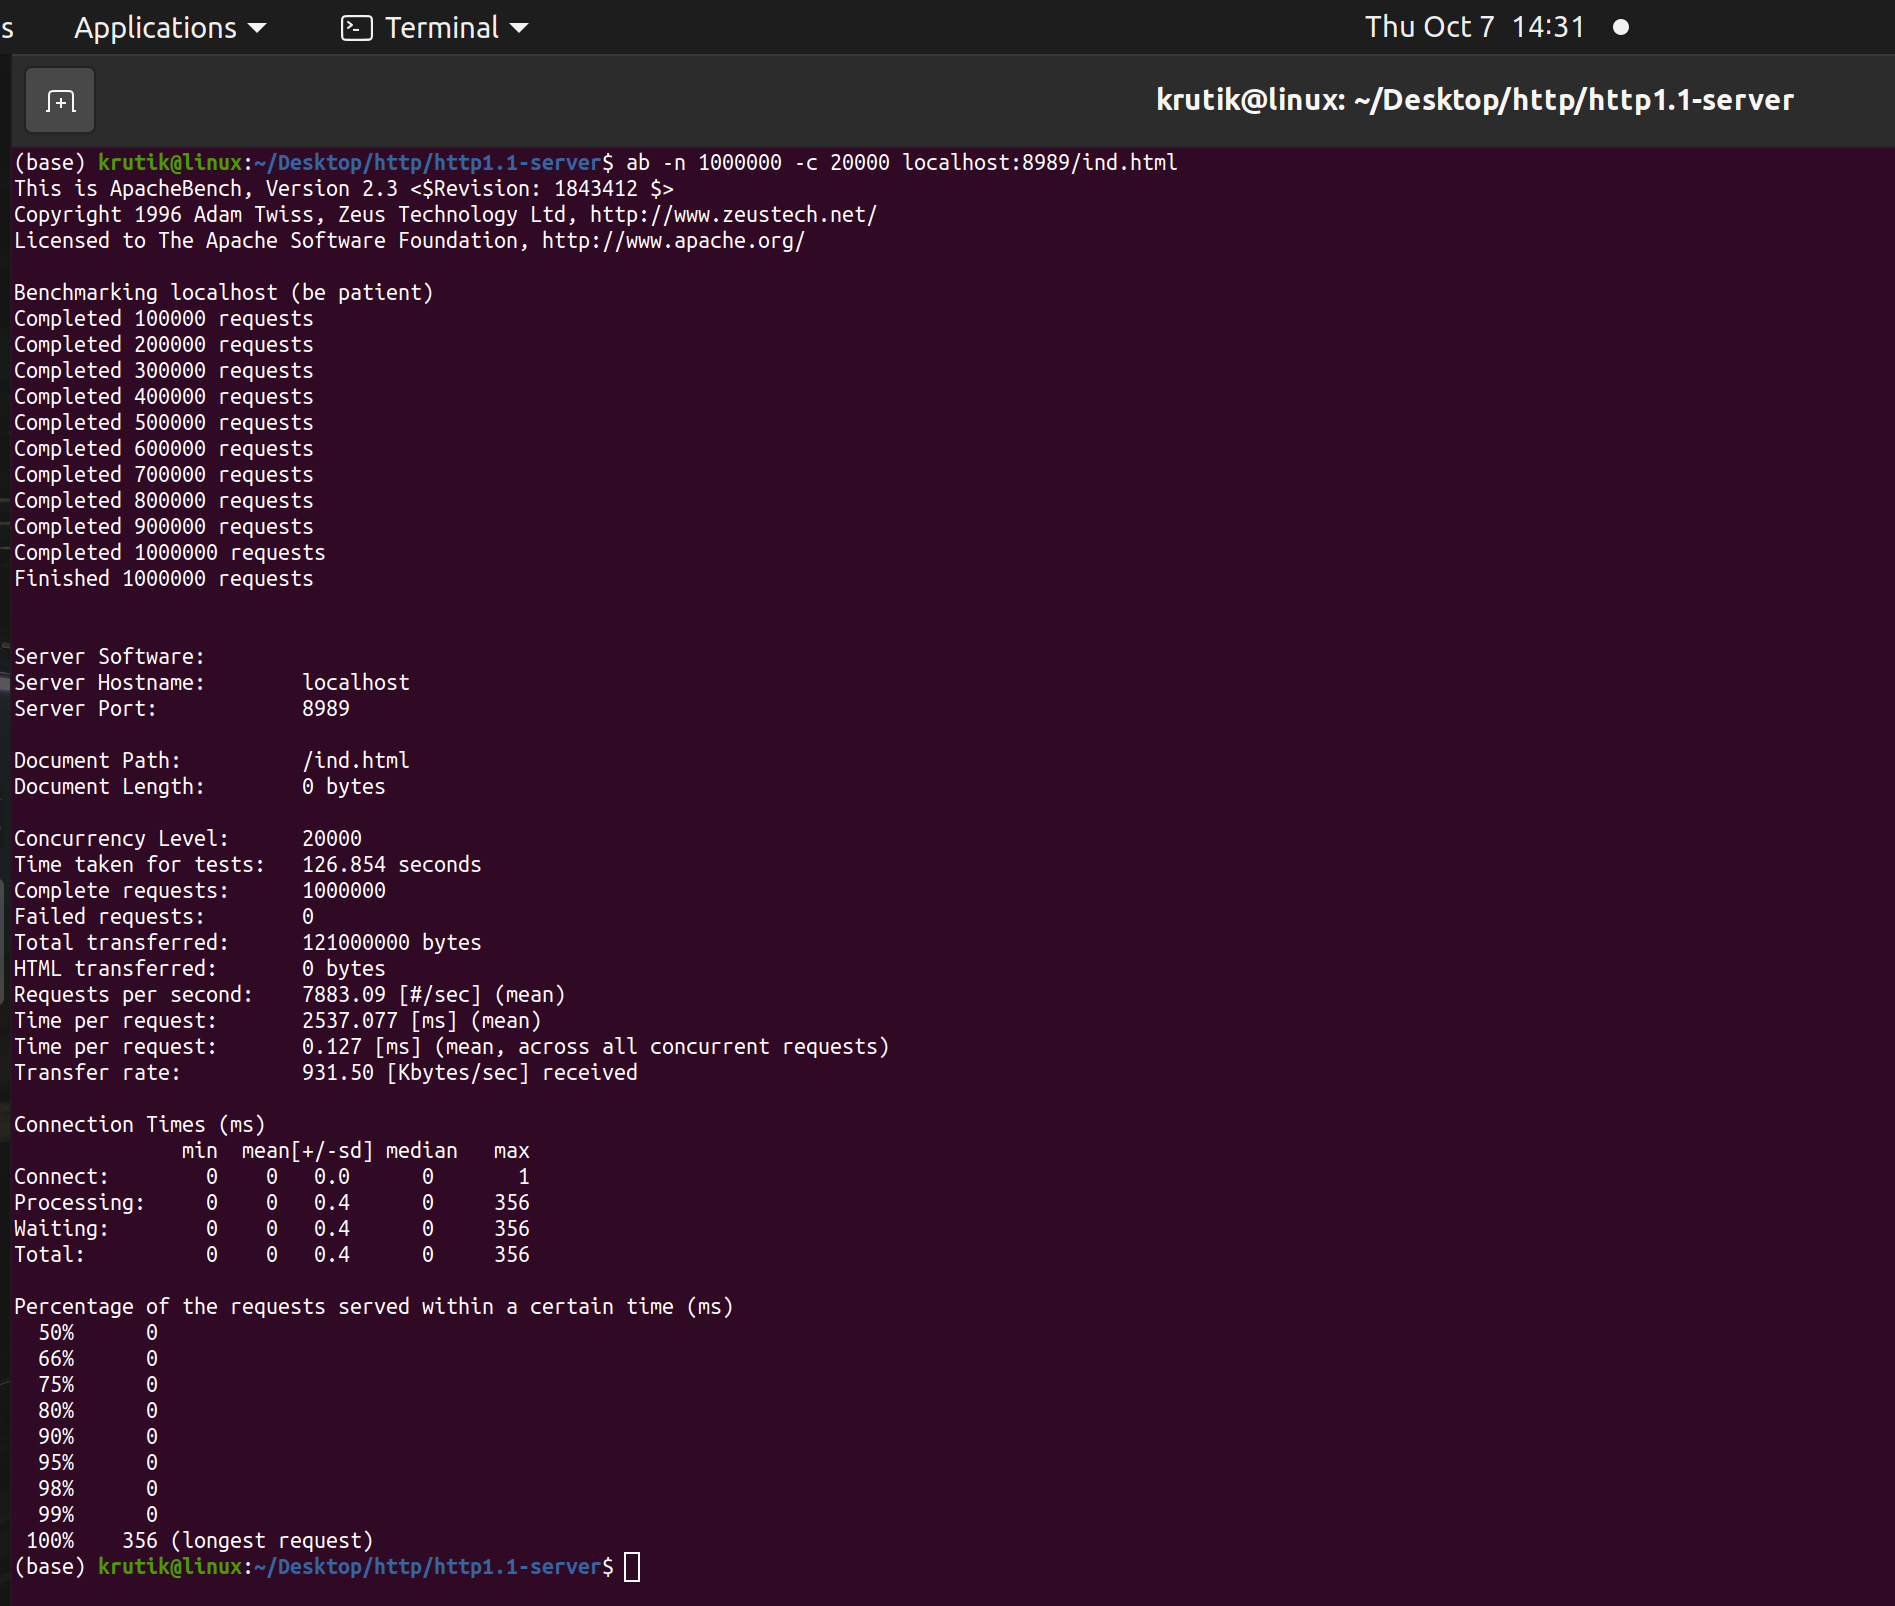 s Applications Terminal Thu Oct 7 14:31
krutik@linux: ~/Desktop/http/http1.1-server
(base) krutik@linux:~/Desktop/http/http1.1-server$ ab -n 1000000 -c 20000 localhost:8989/ind.html
This is ApacheBench, Version 2.3 <$Revision: 1843412 $>
Copyright 1996 Adam Twiss, Zeus Technology Ltd, http://www.zeustech.net/
Licensed to The Apache Software Foundation, http://www.apache.org/

Benchmarking localhost (be patient)
Completed 100000 requests
Completed 200000 requests
Completed 300000 requests
Completed 400000 requests
Completed 500000 requests
Completed 600000 requests
Completed 700000 requests
Completed 800000 requests
Completed 900000 requests
Completed 1000000 requests
Finished 1000000 requests


Server Software:
Server Hostname:        localhost
Server Port:            8989

Document Path:          /ind.html
Document Length:        0 bytes

Concurrency Level:      20000
Time taken for tests:   126.854 seconds
Complete requests:      1000000
Failed requests:        0
Total transferred:      121000000 bytes
HTML transferred:       0 bytes
Requests per second:    7883.09 [#/sec] (mean)
Time per request:       2537.077 [ms] (mean)
Time per request:       0.127 [ms] (mean, across all concurrent requests)
Transfer rate:          931.50 [Kbytes/sec] received

Connection Times (ms)
              min  mean[+/-sd] median   max
Connect:        0    0   0.0      0       1
Processing:     0    0   0.4      0     356
Waiting:        0    0   0.4      0     356
Total:          0    0   0.4      0     356

Percentage of the requests served within a certain time (ms)
  50%      0
  66%      0
  75%      0
  80%      0
  90%      0
  95%      0
  98%      0
  99%      0
 100%    356 (longest request)
(base) krutik@linux:~/Desktop/http/http1.1-server$